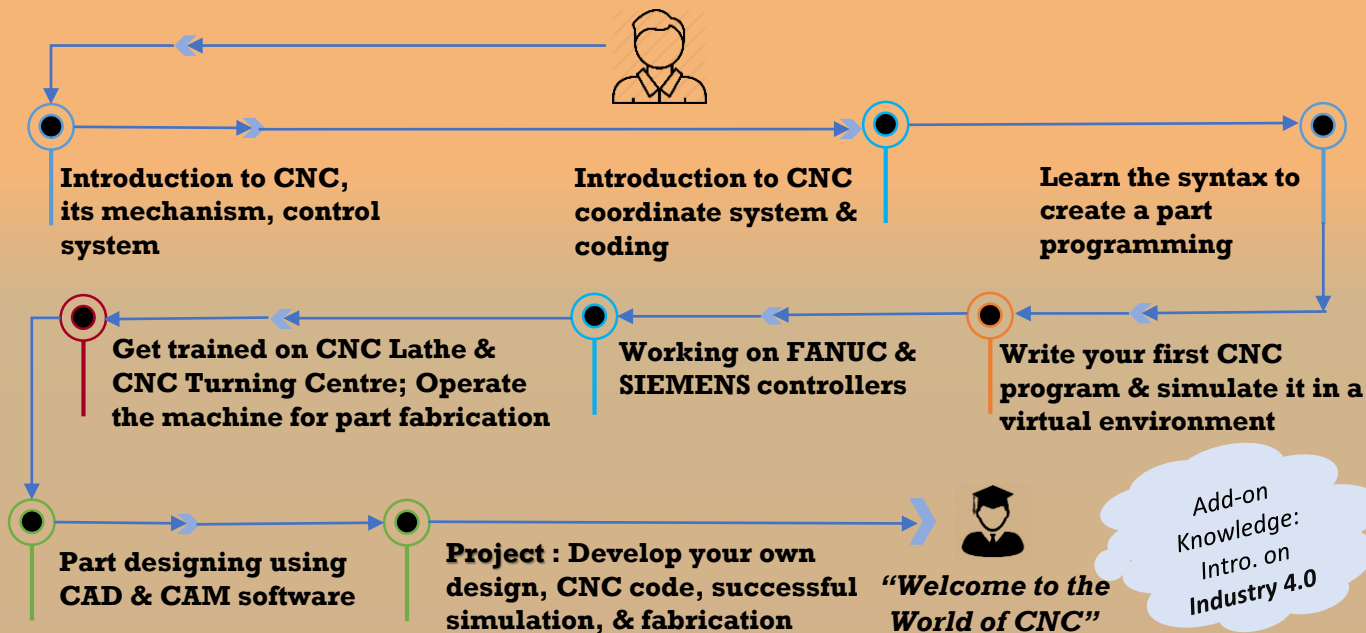 Introduction to CNC,
its mechanism, control
system
Introduction to CNC
coordinate system &
coding
Learn the syntax to
create a part
programming
Write your first CNC
program & simulate it in a
virtual environment
Working on FANUC &
SIEMENS controllers
Get trained on CNC Lathe &
CNC Turning Centre; Operate
the machine for part fabrication
Part designing using
CAD & CAM software
Project : Develop your own
design, CNC code, successful
simulation, & fabrication
“Welcome to the
World of CNC”
Add-on
Knowledge:
Intro. on
Industry 4.0